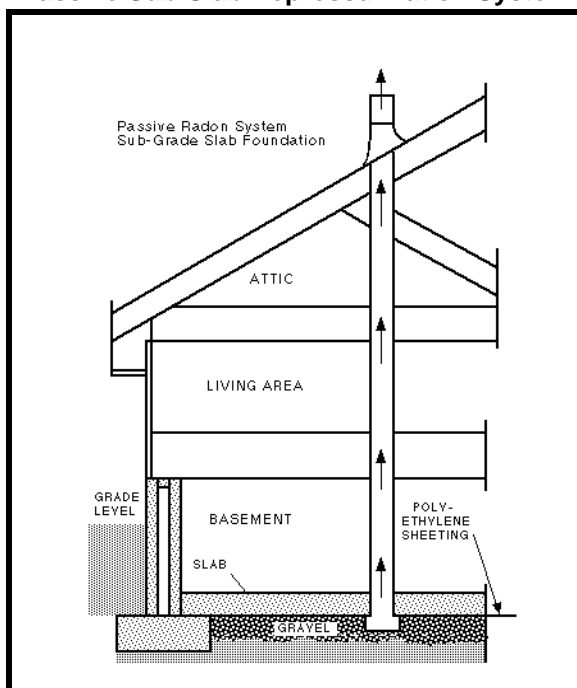 Passive Radon System
Sub-Grade Slab Foundation
ATTIC
LIVING AREA
GRADE
LEVEL
BASEMENT
POLY-
ETHYLENE
SHEETING
SLAB
GRAVEL